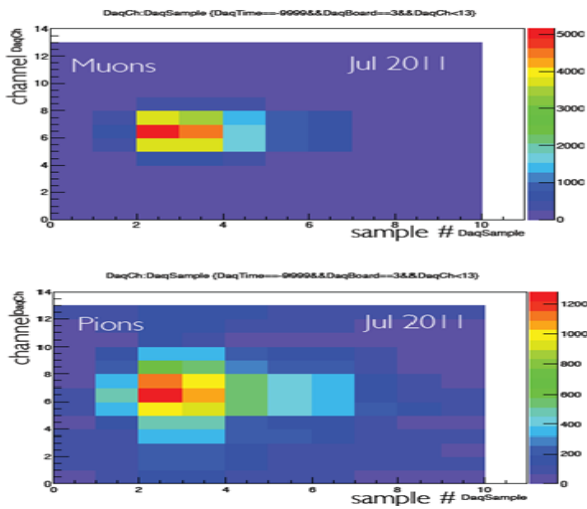 DaqCh:DaqSample {DaqTime==-9999&&DaqBoard==3&&DaqCh<13}
channel DaqCh
14
12
10
8
6
4
2
0
Muons
Jul 2011
5000
4000
3000
2000
1000
0
0 2 4 6 8 10
sample # DaqSample
DaqCh:DaqSample {DaqTime==-9999&&DaqBoard==3&&DaqCh<13}
channel DaqCh
14
12
10
8
6
4
2
0
Pions
Jul 2011
1200
1000
800
600
400
200
0
0 2 4 6 8 10
sample # DaqSample